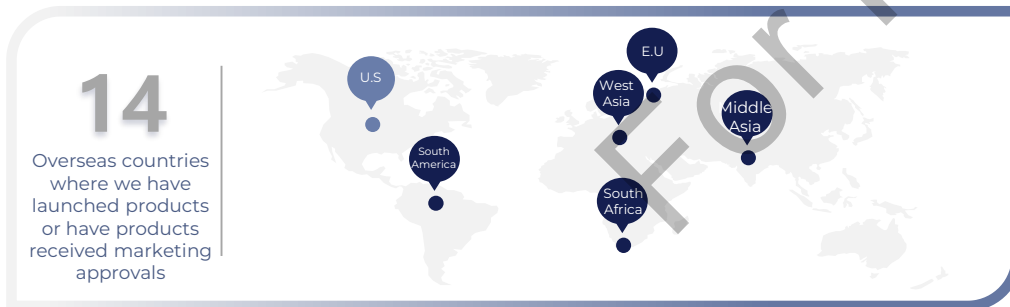 14
Overseas countries
where we have
launched products
or have products
received marketing
approvals
U.S
South
America
West
Asia
E.U
South
Africa
Middle
Asia
For